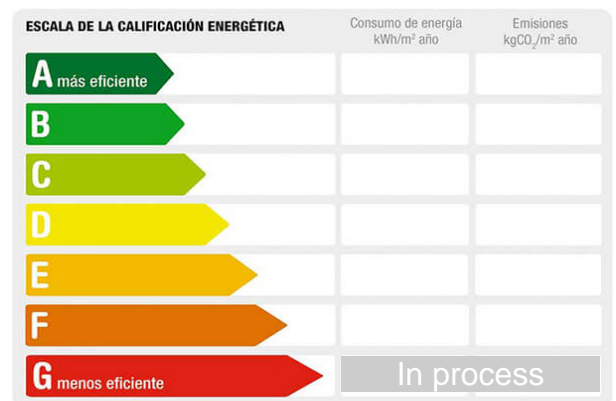 ESCALA DE LA CALIFICACIÓN ENERGÉTICA
Consumo de energía
kWh/m² año
Emisiones
kgCO₂/m² año
A más eficiente
B
C
D
E
F
G menos eficiente
In process